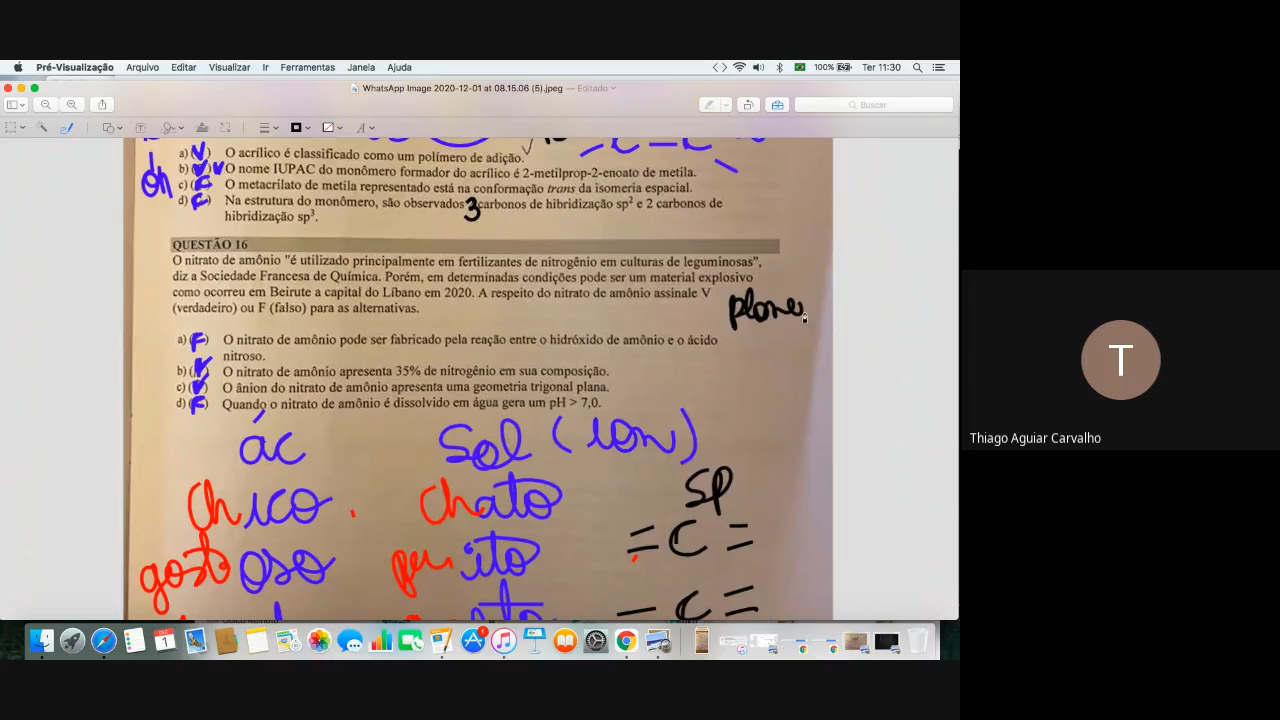 Pré-Visualização Arquivo Editar Visualizar Ir Ferramentas Janela Ajuda 100% Ter 11:30
WhatsApp Image 2020-12-01 at 08.15.06 (5).jpeg — Editado
Buscar
a) (V) O acrílico é classificado como um polímero de adição.
b) (V) V O nome IUPAC do monômero formador do acrílico é 2-metilprop-2-enoato de metila.
c) (F) O metacrilato de metila representado está na conformação trans da isomeria espacial.
d) (F) Na estrutura do monômero, são observados 3 carbonos de hibridização sp² e 2 carbonos de
hibridização sp³.
oh
QUESTÃO 16
O nitrato de amônio "é utilizado principalmente em fertilizantes de nitrogênio em culturas de leguminosas",
diz a Sociedade Francesa de Química. Porém, em determinadas condições pode ser um material explosivo
como ocorreu em Beirute a capital do Líbano em 2020. A respeito do nitrato de amônio assinale V
(verdadeiro) ou F (falso) para as alternativas.
a) (F) O nitrato de amônio pode ser fabricado pela reação entre o hidróxido de amônio e o ácido
nitroso.
b) (V) O nitrato de amônio apresenta 35% de nitrogênio em sua composição.
c) (V) O ânion do nitrato de amônio apresenta uma geometria trigonal plana.
d) (F) Quando o nitrato de amônio é dissolvido em água gera um pH > 7,0.
ác Sol (ion)
chico . chato
sp
= C =
gosto oso ito
- C =
T
Thiago Aguiar Carvalho